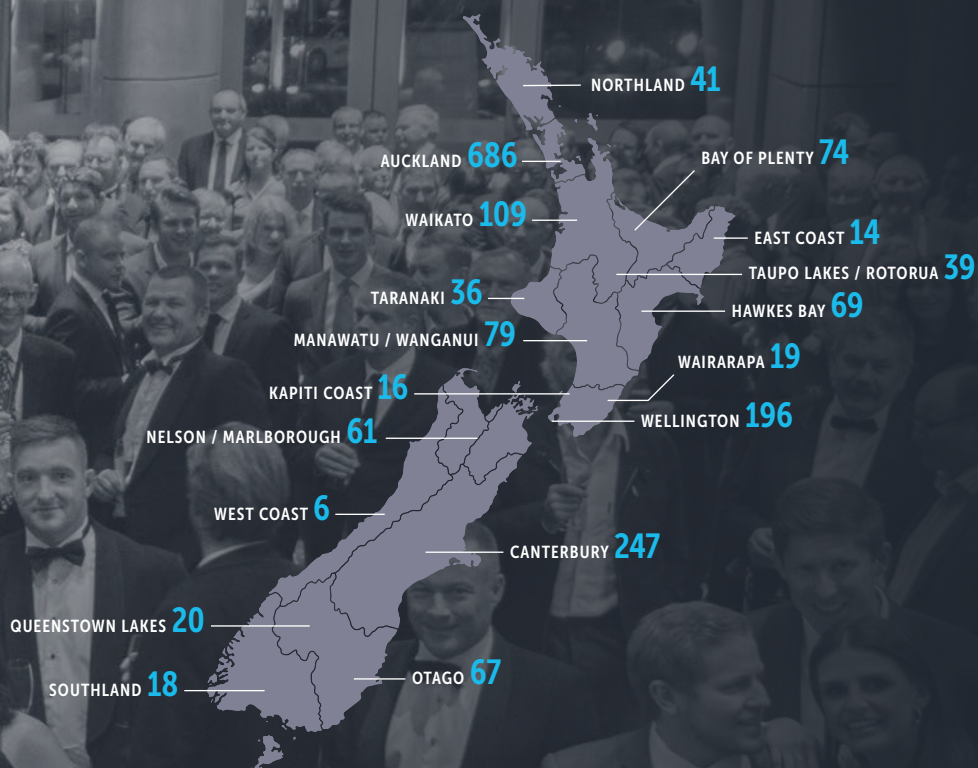 NORTHLAND 41
AUCKLAND 686
BAY OF PLENTY 74
WAIKATO 109
EAST COAST 14
TAUPO LAKES / ROTORUA 39
TARANAKI 36
HAWKES BAY 69
MANAWATU / WANGANUI 79
WAIRARAPA 19
KAPITI COAST 16
WELLINGTON 196
NELSON / MARLBOROUGH 61
WEST COAST 6
CANTERBURY 247
QUEENSTOWN LAKES 20
OTAGO 67
SOUTHLAND 18